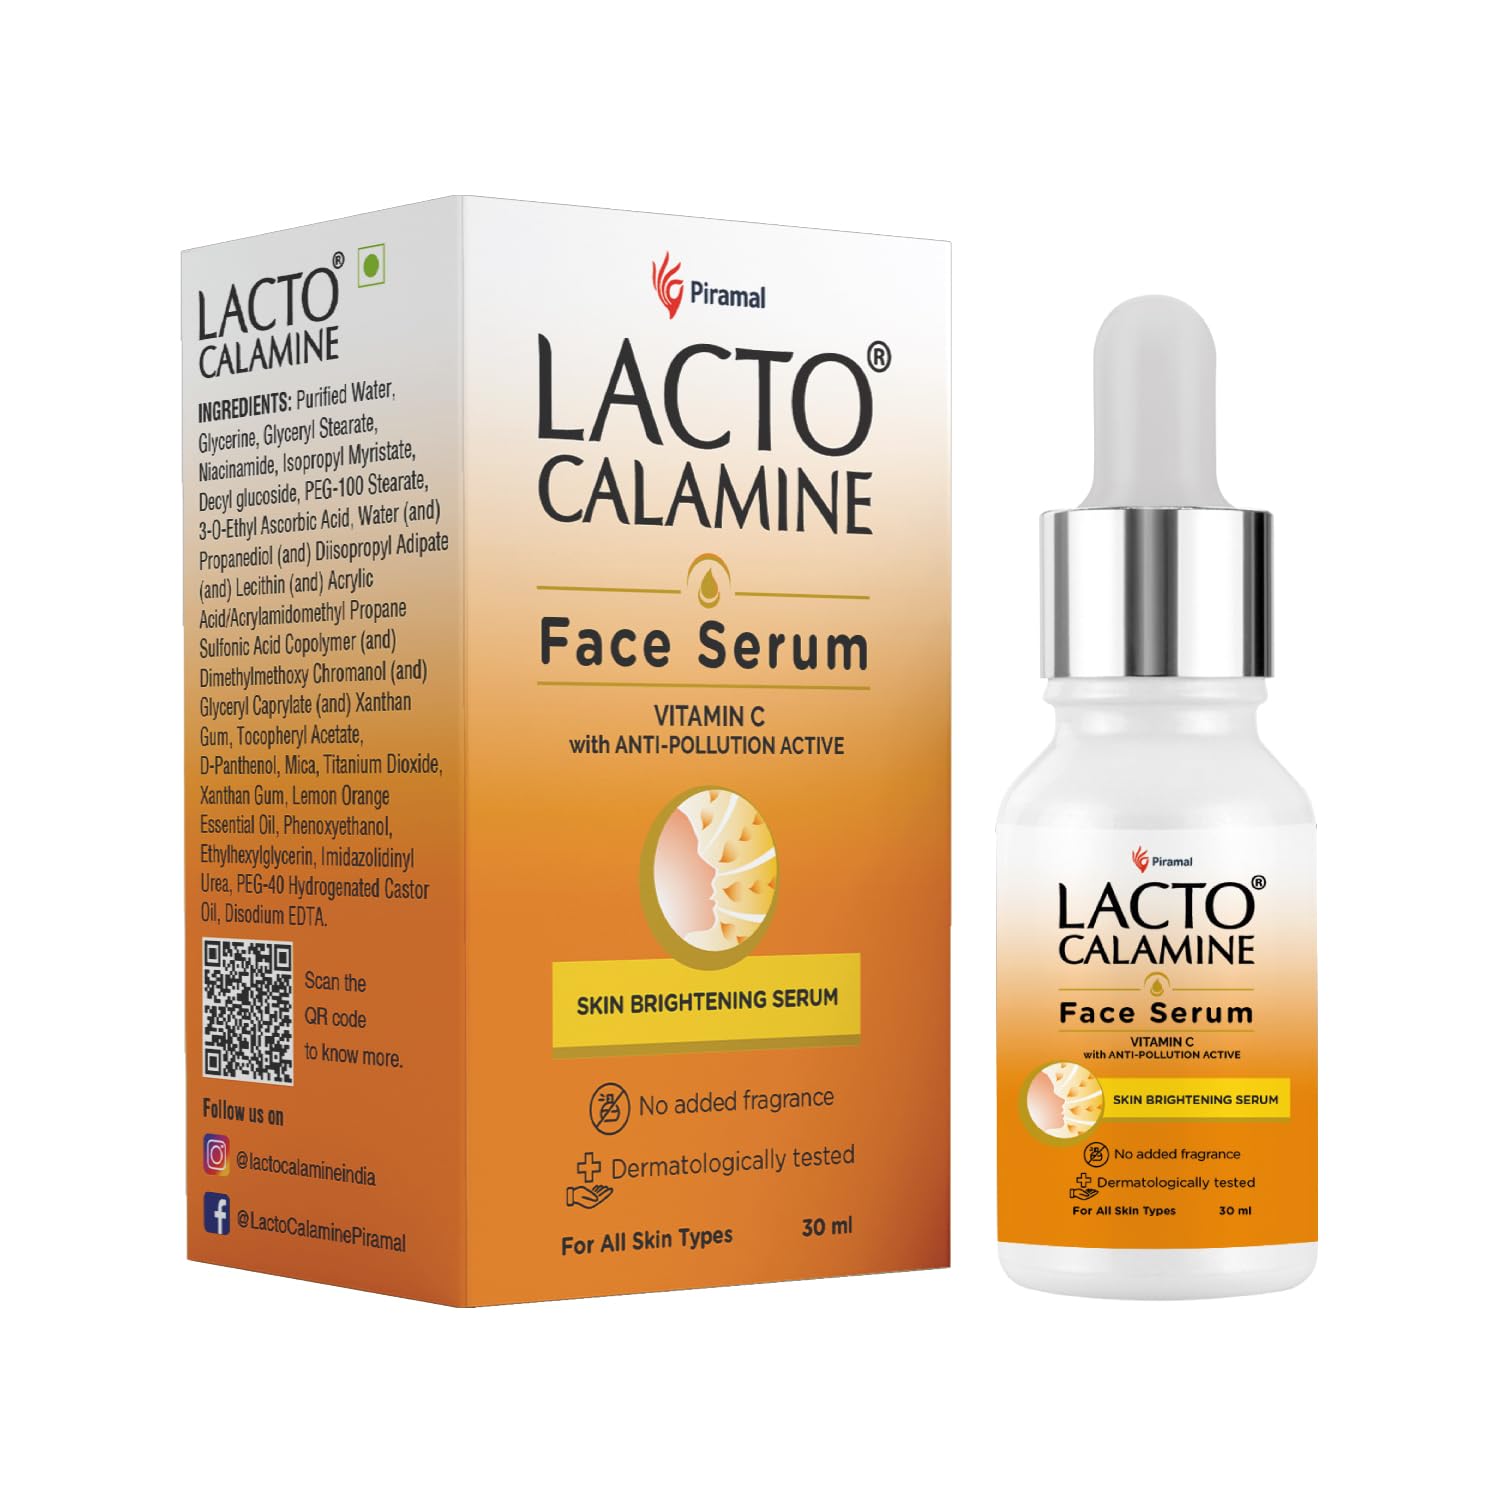 LACTO®
CALAMINE
INGREDIENTS: Purified Water,
Glycerine, Glyceryl Stearate,
Niacinamide, Isopropyl Myristate,
Decyl glucoside, PEG-100 Stearate,
3-O-Ethyl Ascorbic Acid, Water (and)
Propanediol (and) Diisopropyl Adipate
(and) Lecithin (and) Acrylic
Acid/Acrylamidomethyl Propane
Sulfonic Acid Copolymer (and)
Dimethylmethoxy Chromanol (and)
Glyceryl Caprylate (and) Xanthan
Gum, Tocopheryl Acetate,
D-Panthenol, Mica, Titanium Dioxide,
Xanthan Gum, Lemon Orange
Essential Oil, Phenoxyethanol,
Ethylhexylglycerin, Imidazolidinyl
Urea, PEG-40 Hydrogenated Castor
Oil, Disodium EDTA.
Scan the
QR code
to know more.
Follow us on
@lactocalamineindia
@LactoCalaminePiramal
Piramal
LACTO®
CALAMINE
Face Serum
VITAMIN C
with ANTI-POLLUTION ACTIVE
SKIN BRIGHTENING SERUM
No added fragrance
Dermatologically tested
For All Skin Types 30 ml
Piramal
LACTO®
CALAMINE
Face Serum
VITAMIN C
with ANTI-POLLUTION ACTIVE
SKIN BRIGHTENING SERUM
No added fragrance
Dermatologically tested
For All Skin Types 30 ml